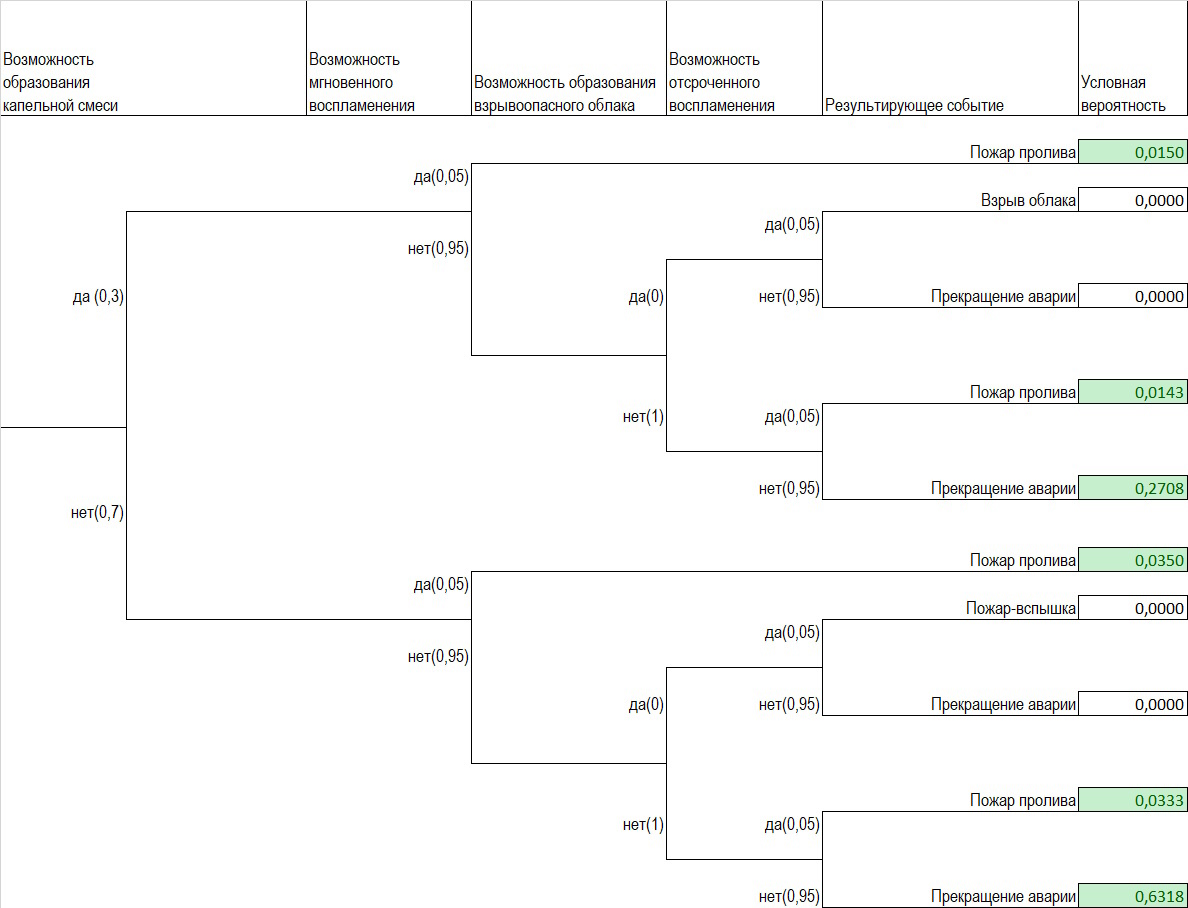 Возможность
образования
капельной смеси
Возможность
мгновенного
воспламенения
Возможность образования
взрывоопасного облака
Возможность
отсроченного
воспламенения
Результирующее событие
Условная
вероятность
Пожар пролива 0,0150
да(0,05)
Взрыв облака 0,0000
да(0,05)
нет(0,95)
да (0,3)
да(0)
нет(0,95)
Прекращение аварии 0,0000
Пожар пролива 0,0143
нет(1)
да(0,05)
нет(0,95)
Прекращение аварии 0,2708
нет(0,7)
Пожар пролива 0,0350
да(0,05)
Пожар-вспышка 0,0000
да(0,05)
нет(0,95)
да(0)
нет(0,95)
Прекращение аварии 0,0000
Пожар пролива 0,0333
нет(1)
да(0,05)
нет(0,95)
Прекращение аварии 0,6318